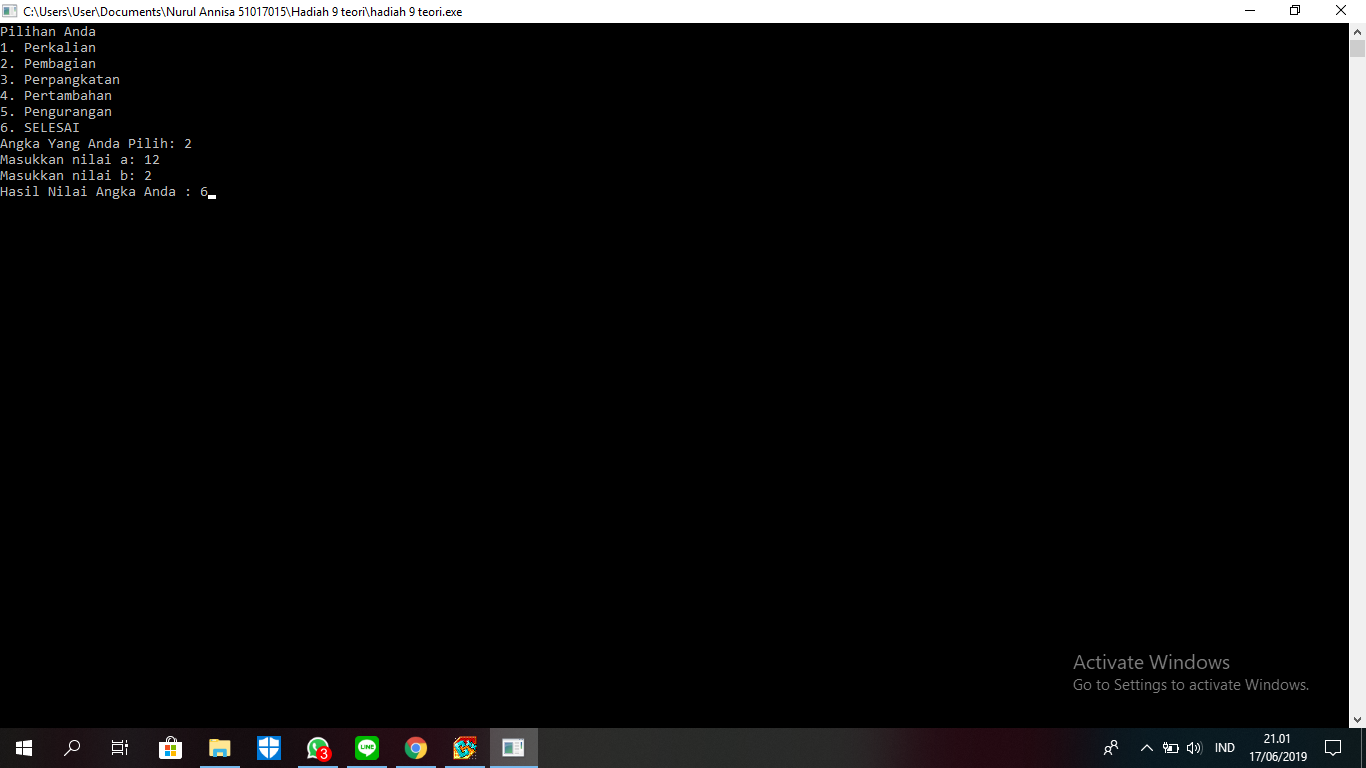 C:\Users\User\Documents\Nurul Annisa 51017015\Hadiah 9 teori\hadiah 9 teori.exe
Pilihan Anda
1. Perkalian
2. Pembagian
3. Perpangkatan
4. Pertambahan
5. Pengurangan
6. SELESAI
Angka Yang Anda Pilih: 2
Masukkan nilai a: 12
Masukkan nilai b: 2
Hasil Nilai Angka Anda : 6
Activate Windows
Go to Settings to activate Windows.
3
LINE
IND
21.01
17/06/2019